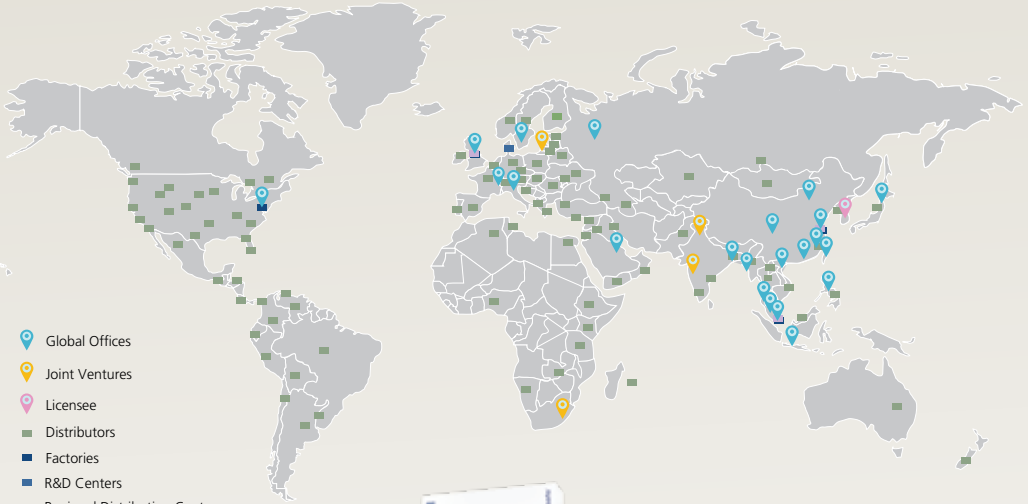 Global Offices
Joint Ventures
Licensee
Distributors
Factories
R&D Centers